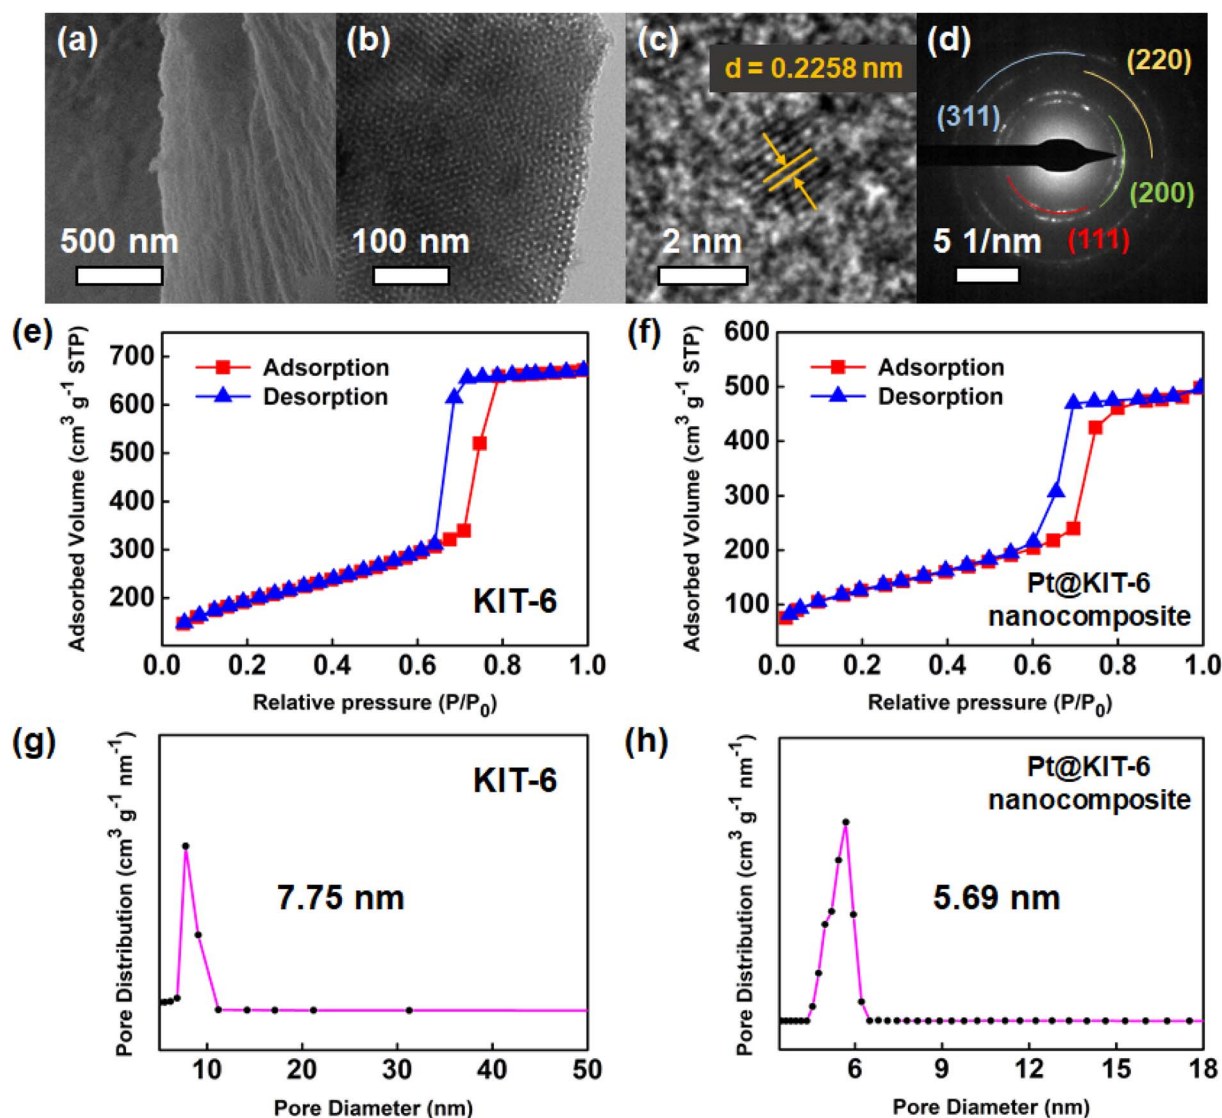 (a)
500 nm
(b)
100 nm
(c)
d = 0.2258 nm
2 nm
(d)
(220)
(311)
(200)
(111)
5 1/nm
(e)
Adsorbed Volume (cm³ g⁻¹ STP)
700
600
500
400
300
200
Adsorption
Desorption
KIT-6
0.0 0.2 0.4 0.6 0.8 1.0
Relative pressure (P/P₀)
(f)
Adsorbed Volume (cm³ g⁻¹ STP)
600
500
400
300
200
100
Adsorption
Desorption
Pt@KIT-6
nanocomposite
0.0 0.2 0.4 0.6 0.8 1.0
Relative pressure (P/P₀)
(g)
Pore Distribution (cm³ g⁻¹ nm⁻¹)
KIT-6
7.75 nm
10 20 30 40 50
Pore Diameter (nm)
(h)
Pore Distribution (cm³ g⁻¹ nm⁻¹)
Pt@KIT-6
nanocomposite
5.69 nm
6 9 12 15 18
Pore Diameter (nm)